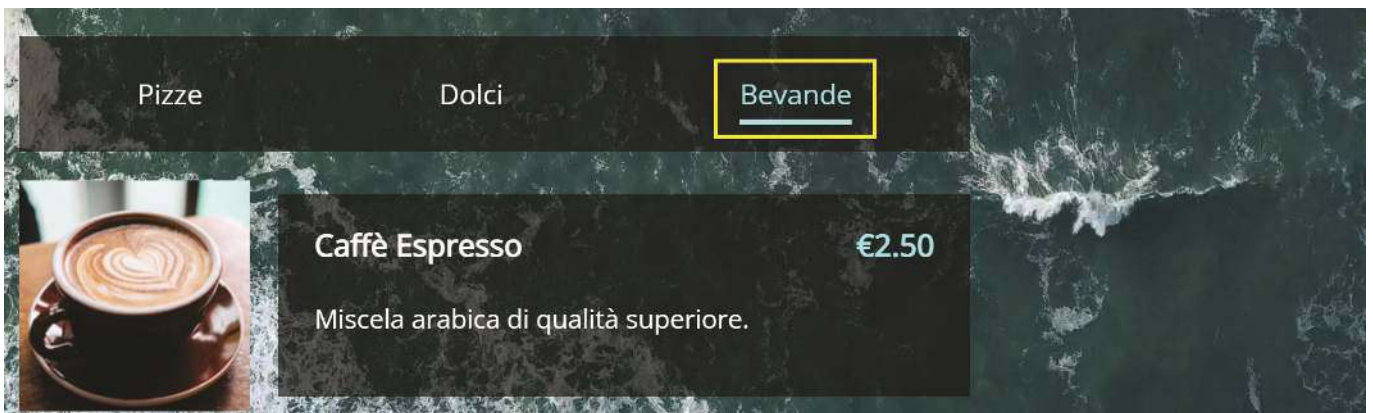 Pizze Dolci Bevande
Caffè Espresso €2.50
Miscela arabica di qualità superiore.